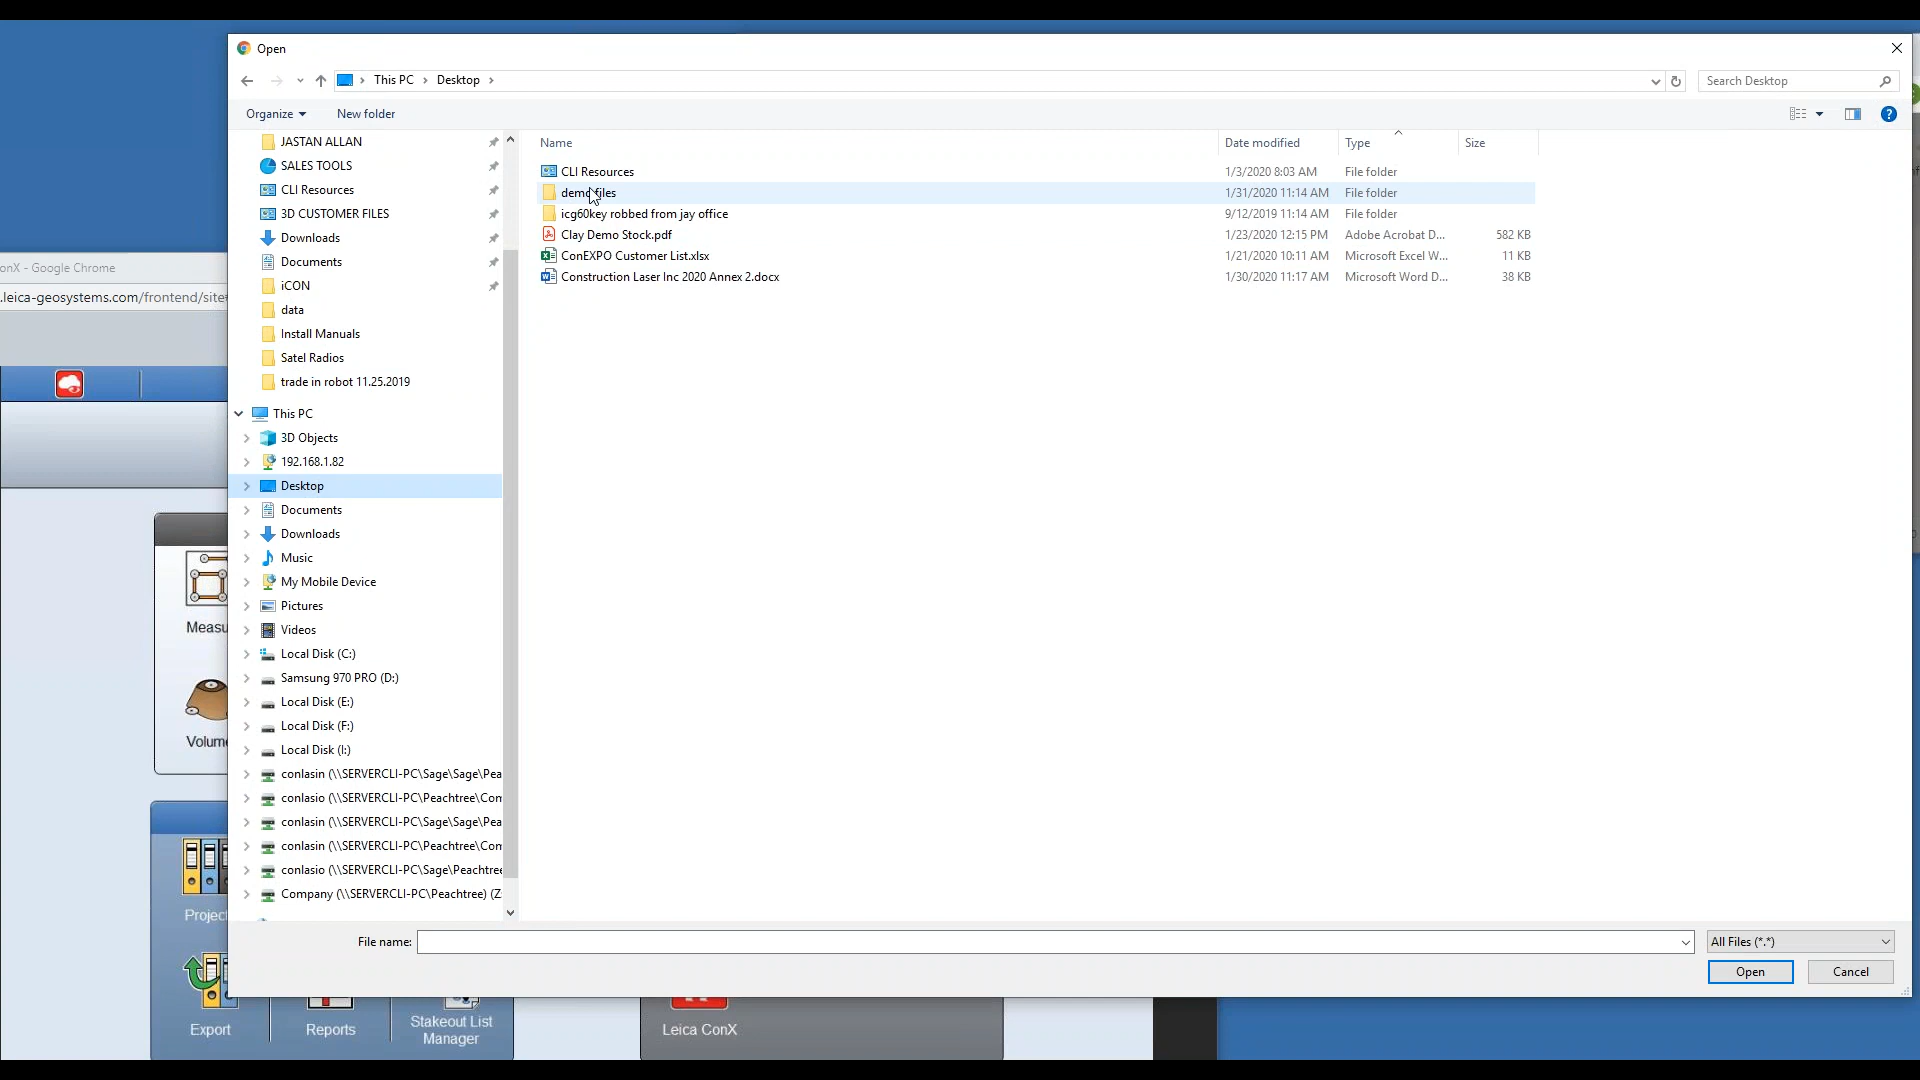 Open
This PC > Desktop >
Search Desktop
Organize
New folder
Name
Date modified
Type
Size
JASTAN ALLAN
SALES TOOLS
CLI Resources
3D CUSTOMER FILES
Downloads
Documents
iCON
data
Install Manuals
Satel Radios
trade in robot 11.25.2019
This PC
3D Objects
192.168.1.82
Desktop
Documents
Downloads
Music
My Mobile Device
Pictures
Videos
Local Disk (C:)
Samsung 970 PRO (D:)
Local Disk (E:)
Local Disk (F:)
Local Disk (I:)
conlasin (\\SERVERCLI-PC\Sage\Sage\Pea
conlasio (\\SERVERCLI-PC\Peachtree\Com
conlasin (\\SERVERCLI-PC\Sage\Sage\Pea
conlasin (\\SERVERCLI-PC\Peachtree\Com
conlasio (\\SERVERCLI-PC\Sage\Peachtree
Company (\\SERVERCLI-PC\Peachtree) (Z:
CLI Resources 1/3/2020 8:03 AM File folder
demo files 1/31/2020 11:14 AM File folder
icg60key robbed from jay office 9/12/2019 11:14 AM File folder
Clay Demo Stock.pdf 1/23/2020 12:15 PM Adobe Acrobat D... 582 KB
ConEXPO Customer List.xlsx 1/21/2020 10:11 AM Microsoft Excel W... 11 KB
Construction Laser Inc 2020 Annex 2.docx 1/30/2020 11:17 AM Microsoft Word D... 38 KB
File name:
All Files (*.*)
Open
Cancel
onX - Google Chrome
.leica-geosystems.com/frontend/site
Measu
Volum
Projec
Export
Reports
Stakeout List
Manager
Leica ConX